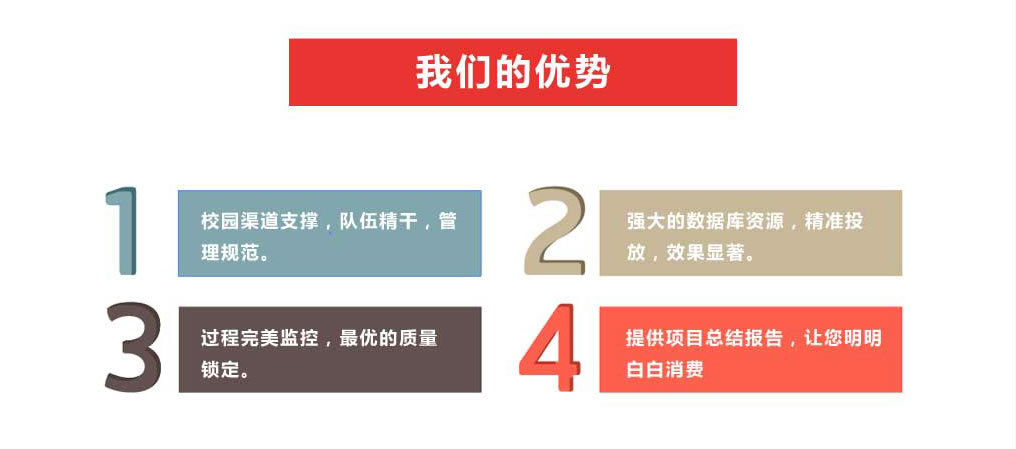 我们的优势
1
校园渠道支撑，队伍精干，管
理规范。
2
强大的数据库资源，精准投
放，效果显著。
3
过程完美监控，最优的质量
锁定。
4
提供项目总结报告，让您明明
白白消费